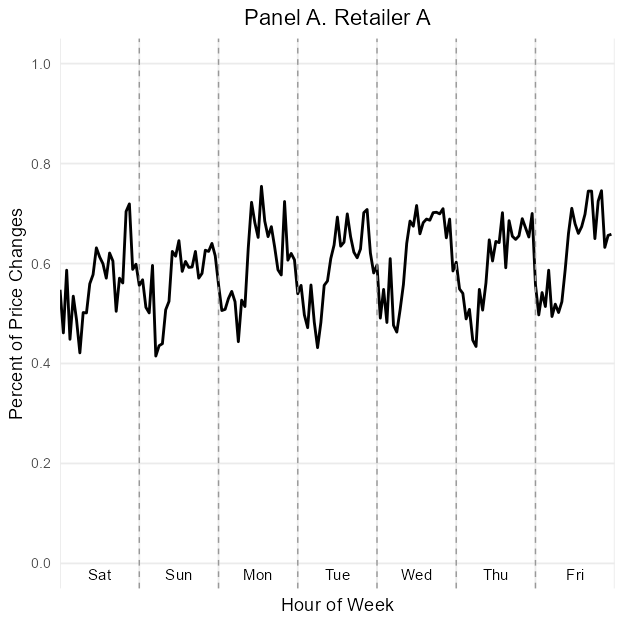 Panel A. Retailer A
Percent of Price Changes
1.0
0.8
0.6
0.4
0.2
0.0
Sat Sun Mon Tue Wed Thu Fri
Hour of Week